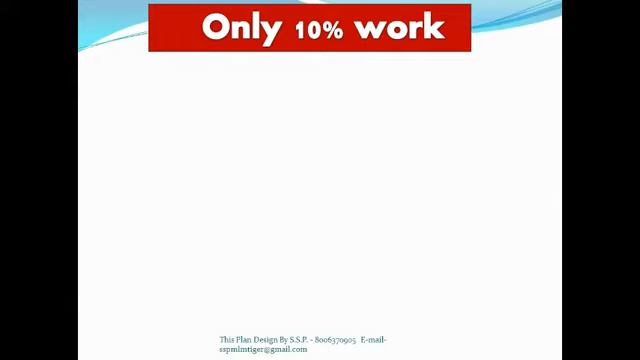 Only 10% work
This Plan Design By S.S.P. - 8006370905 E-mail-
sspmlmtiger@gmail.com